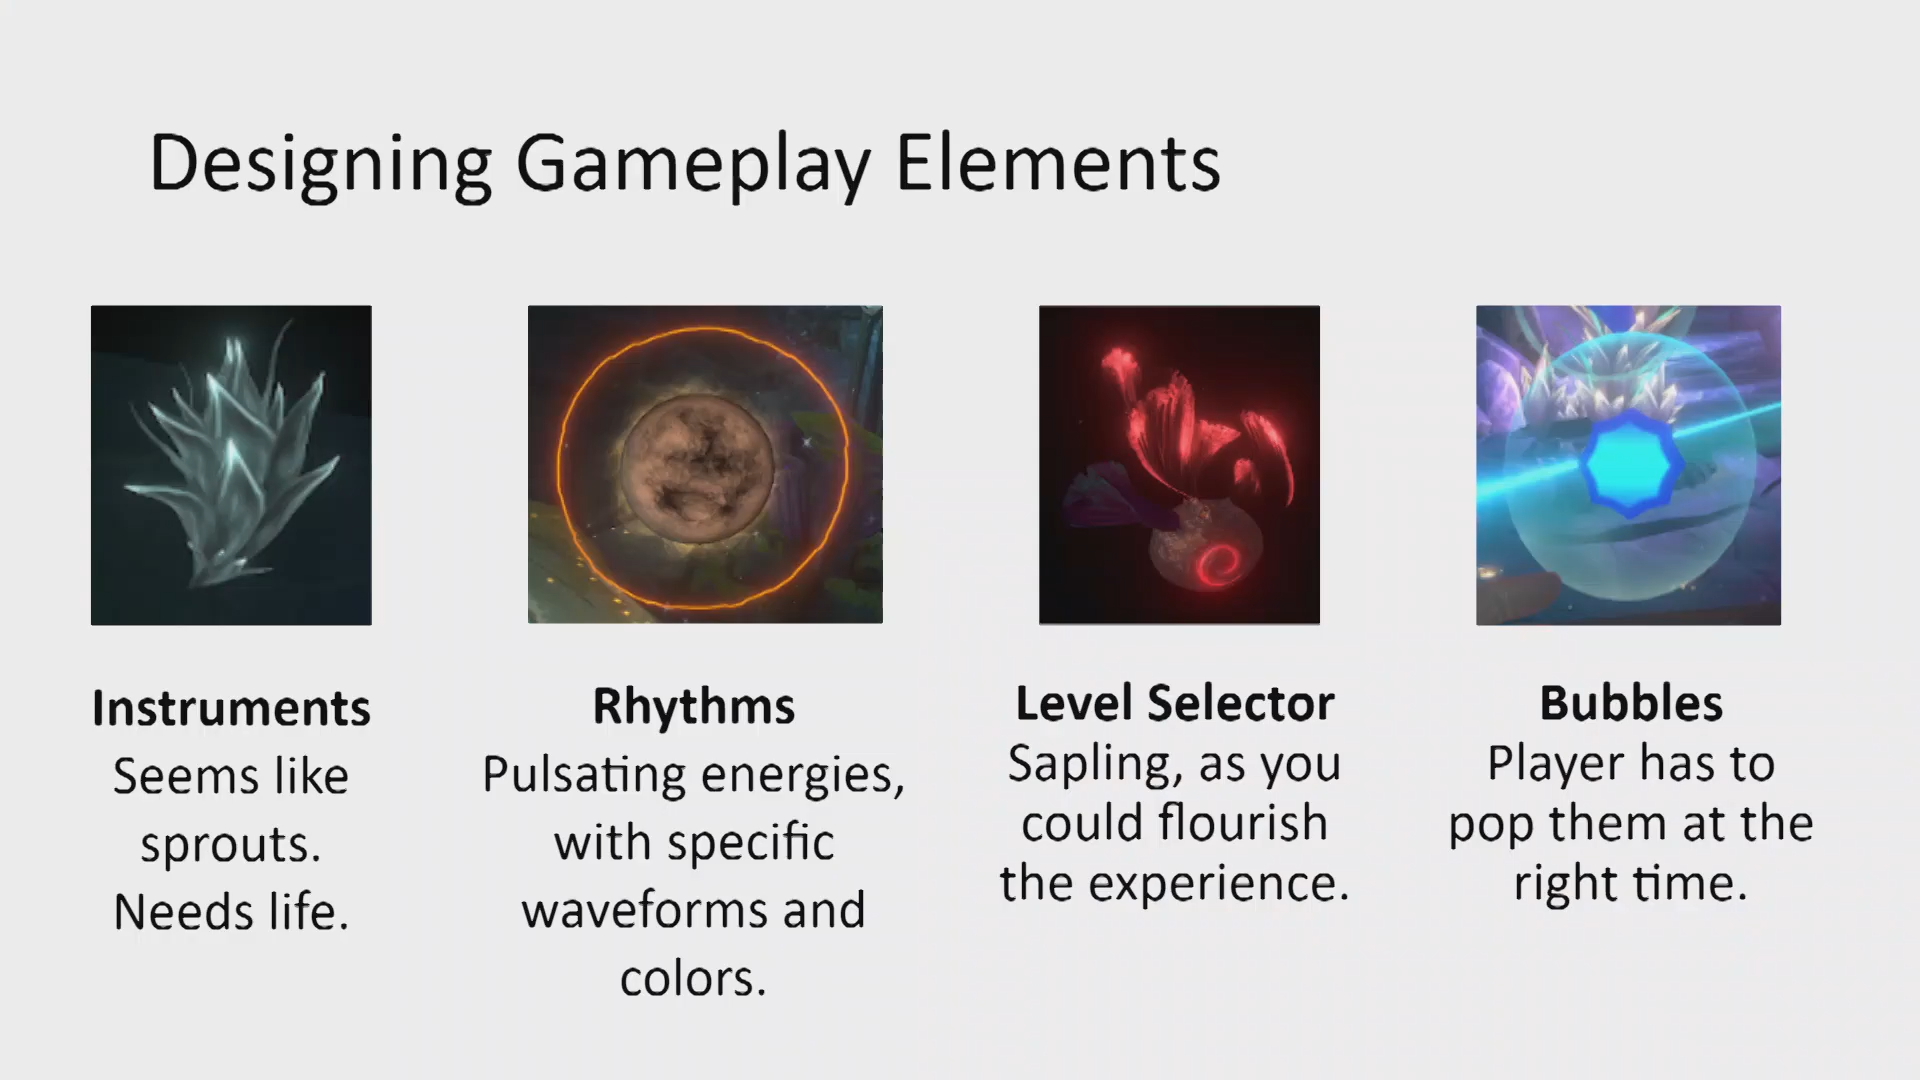 Designing Gameplay Elements
Instruments
Seems like
sprouts.
Needs life.
Rhythms
Pulsating energies,
with specific
waveforms and
colors.
Level Selector
Sapling, as you
could flourish
the experience.
Bubbles
Player has to
pop them at the
right time.